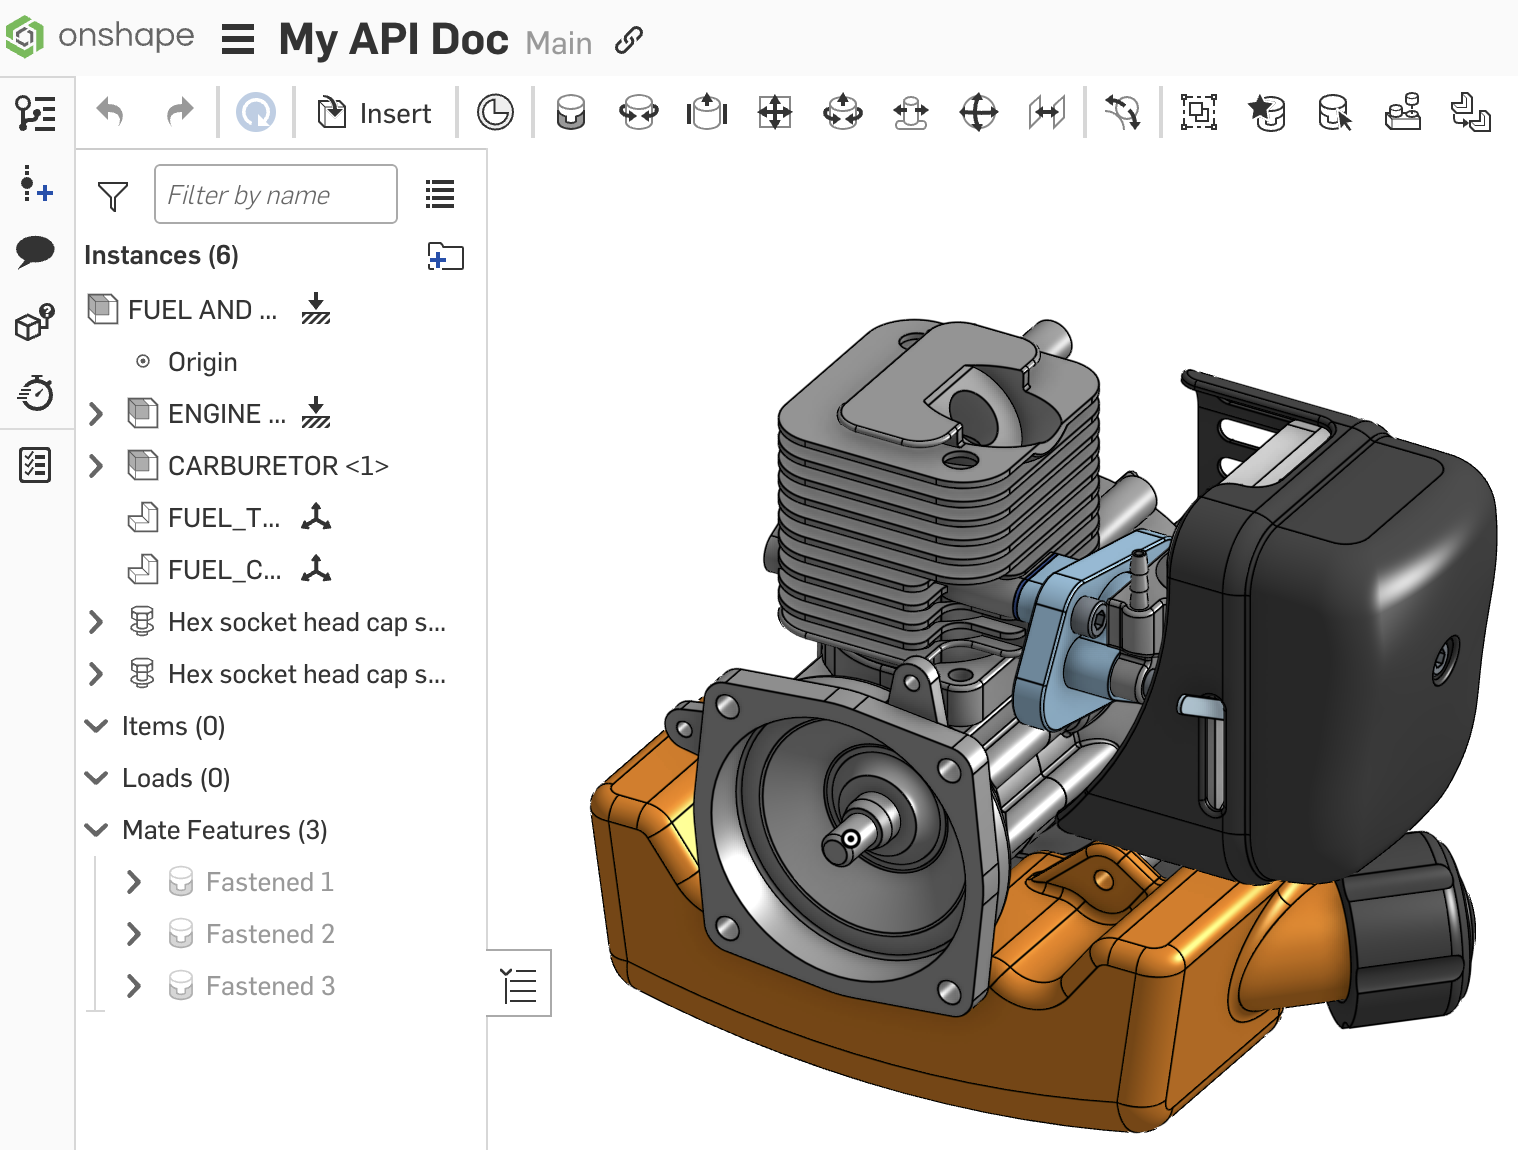 onshape My API Doc Main
Insert
Filter by name
Instances (6)
FUEL AND ...
Origin
ENGINE ...
CARBURETOR <1>
FUEL_T...
FUEL_C...
Hex socket head cap s...
Hex socket head cap s...
Items (0)
Loads (0)
Mate Features (3)
Fastened 1
Fastened 2
Fastened 3